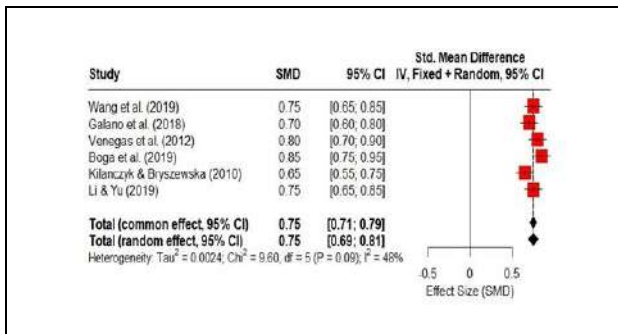 Std. Mean Difference
Study SMD 95% CI IV, Fixed + Random, 95% CI
Wang et al. (2019) 0.75 [0.65; 0.85]
Galano et al. (2018) 0.70 [0.60; 0.80]
Venegas et al. (2012) 0.80 [0.70; 0.90]
Boga et al. (2019) 0.85 [0.75; 0.95]
Kilanczyk & Bryszewska (2010) 0.65 [0.55; 0.75]
Li & Yu (2019) 0.75 [0.65; 0.85]
Total (common effect, 95% CI) 0.75 [0.71; 0.79]
Total (random effect, 95% CI) 0.75 [0.69; 0.81]
Heterogeneity: Tau² = 0.0024; Chi² = 9.60, df = 5 (P = 0.09); I² = 48%
-0.5 0 0.5
Effect Size (SMD)